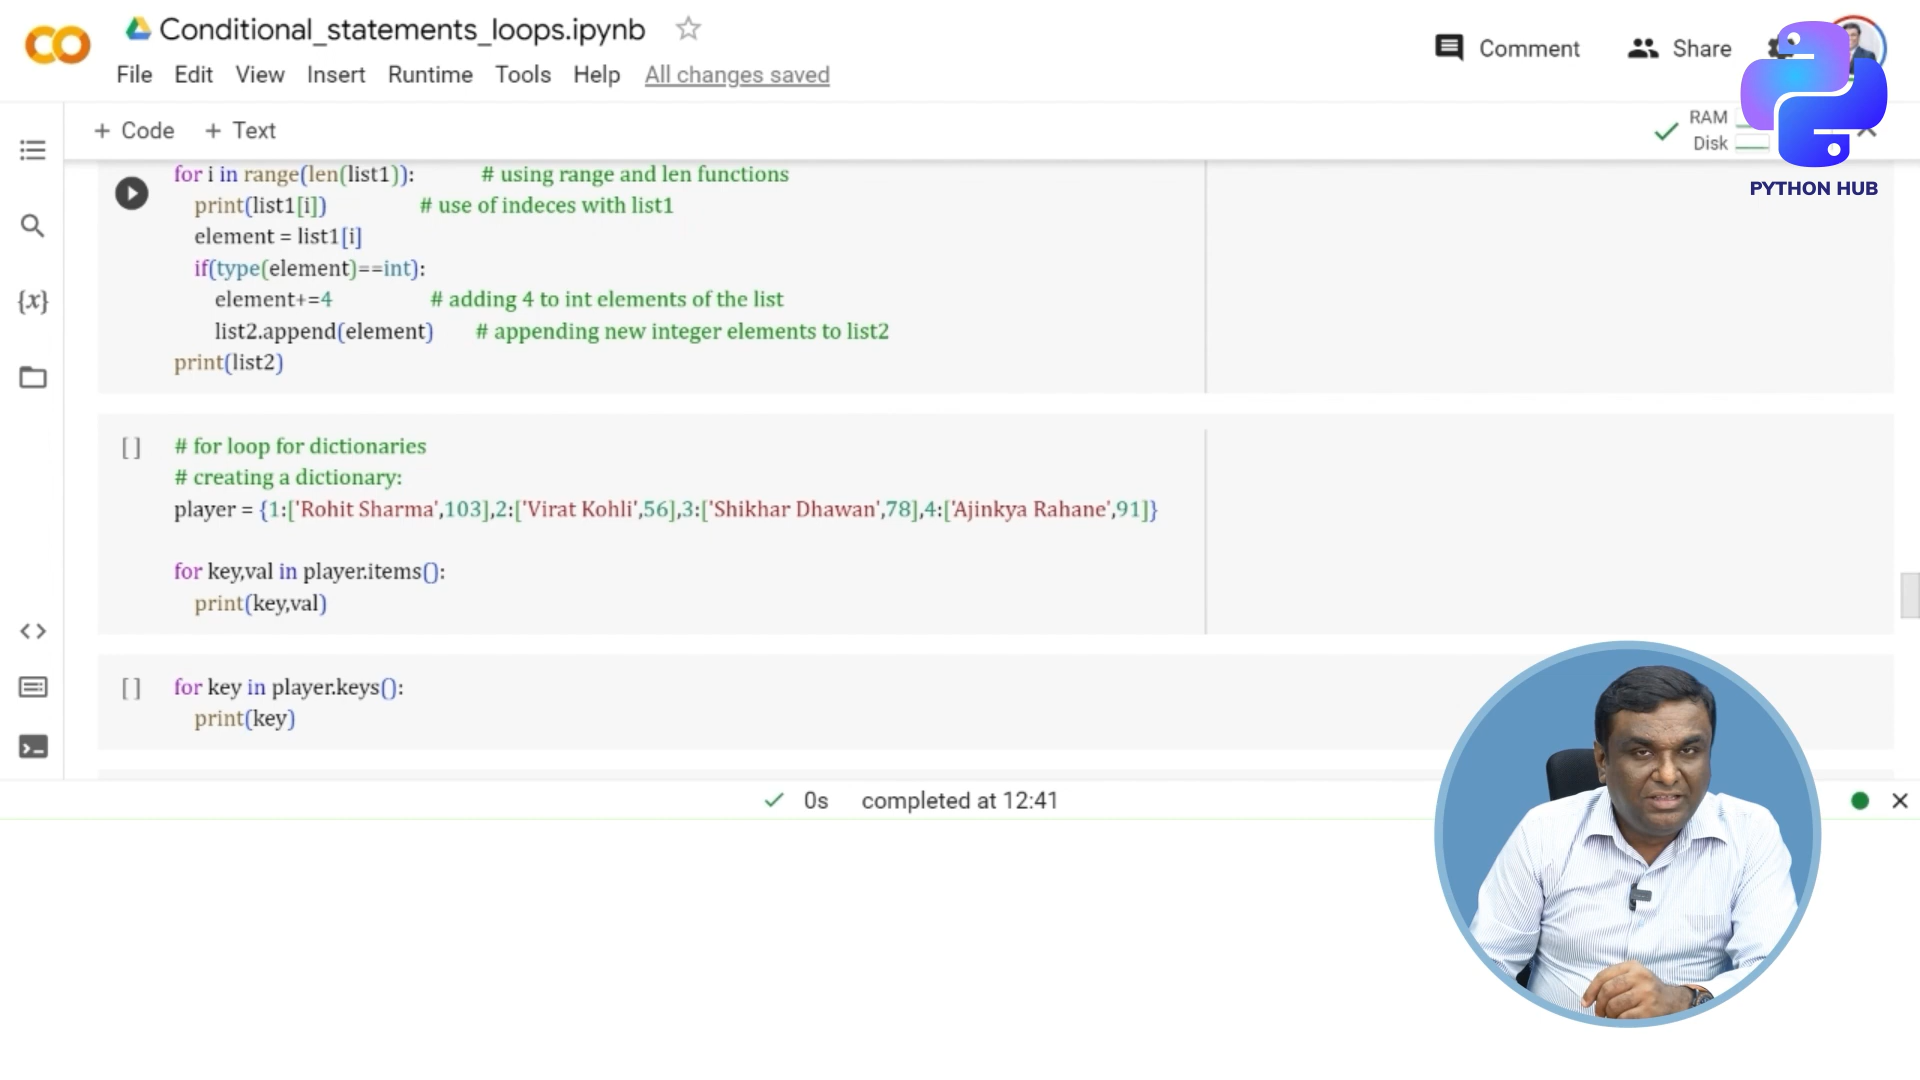 Conditional_statements_loops.ipynb
Comment Share
File Edit View Insert Runtime Tools Help All changes saved
+ Code + Text
RAM
Disk
PYTHON HUB
for i in range(len(list1)): # using range and len functions
print(list1[i]) # use of indeces with list1
element = list1[i]
{x}
if(type(element)==int):
element+=4 # adding 4 to int elements of the list
list2.append(element) # appending new integer elements to list2
print(list2)
[ ] # for loop for dictionaries
# creating a dictionary:
player = {1:['Rohit Sharma',103],2:['Virat Kohli',56],3:['Shikhar Dhawan',78],4:['Ajinkya Rahane',91]}
for key,val in player.items():
print(key,val)
[ ] for key in player.keys():
print(key)
0s completed at 12:41